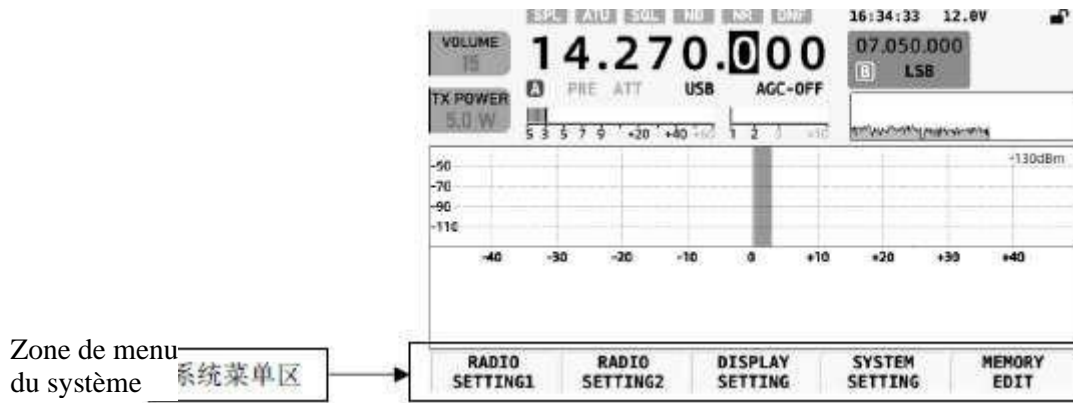 SPL ATU SQL NB NR DNF 16:34:33 12.0V
VOLUME
15
14.270.000
07.050.000
B LSB
A PRE ATT USB AGC-OFF
TX POWER
5.0 W
S 3 5 7 9 +20 +40 +60 1 2 3 +10
-50
-70
-90
-110
-130dBm
-40 -30 -20 -10 0 +10 +20 +30 +40
Zone de menu
du système
系统菜单区
RADIO
SETTING1
RADIO
SETTING2
DISPLAY
SETTING
SYSTEM
SETTING
MEMORY
EDIT